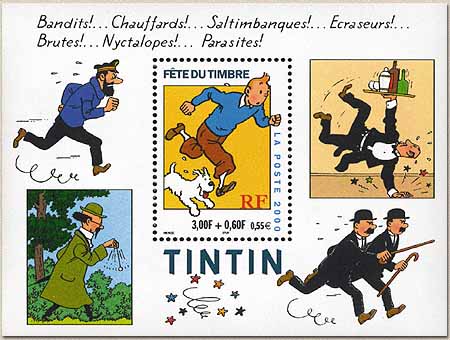 Bandits!... Chauffards!... Saltimbanques!... Ecraseurs!...
Brutes!... Nyctalopes!... Parasites!
FÊTE DU TIMBRE
LA POSTE 2000
RF
3,00F + 0,60F 0,55€
TINTIN